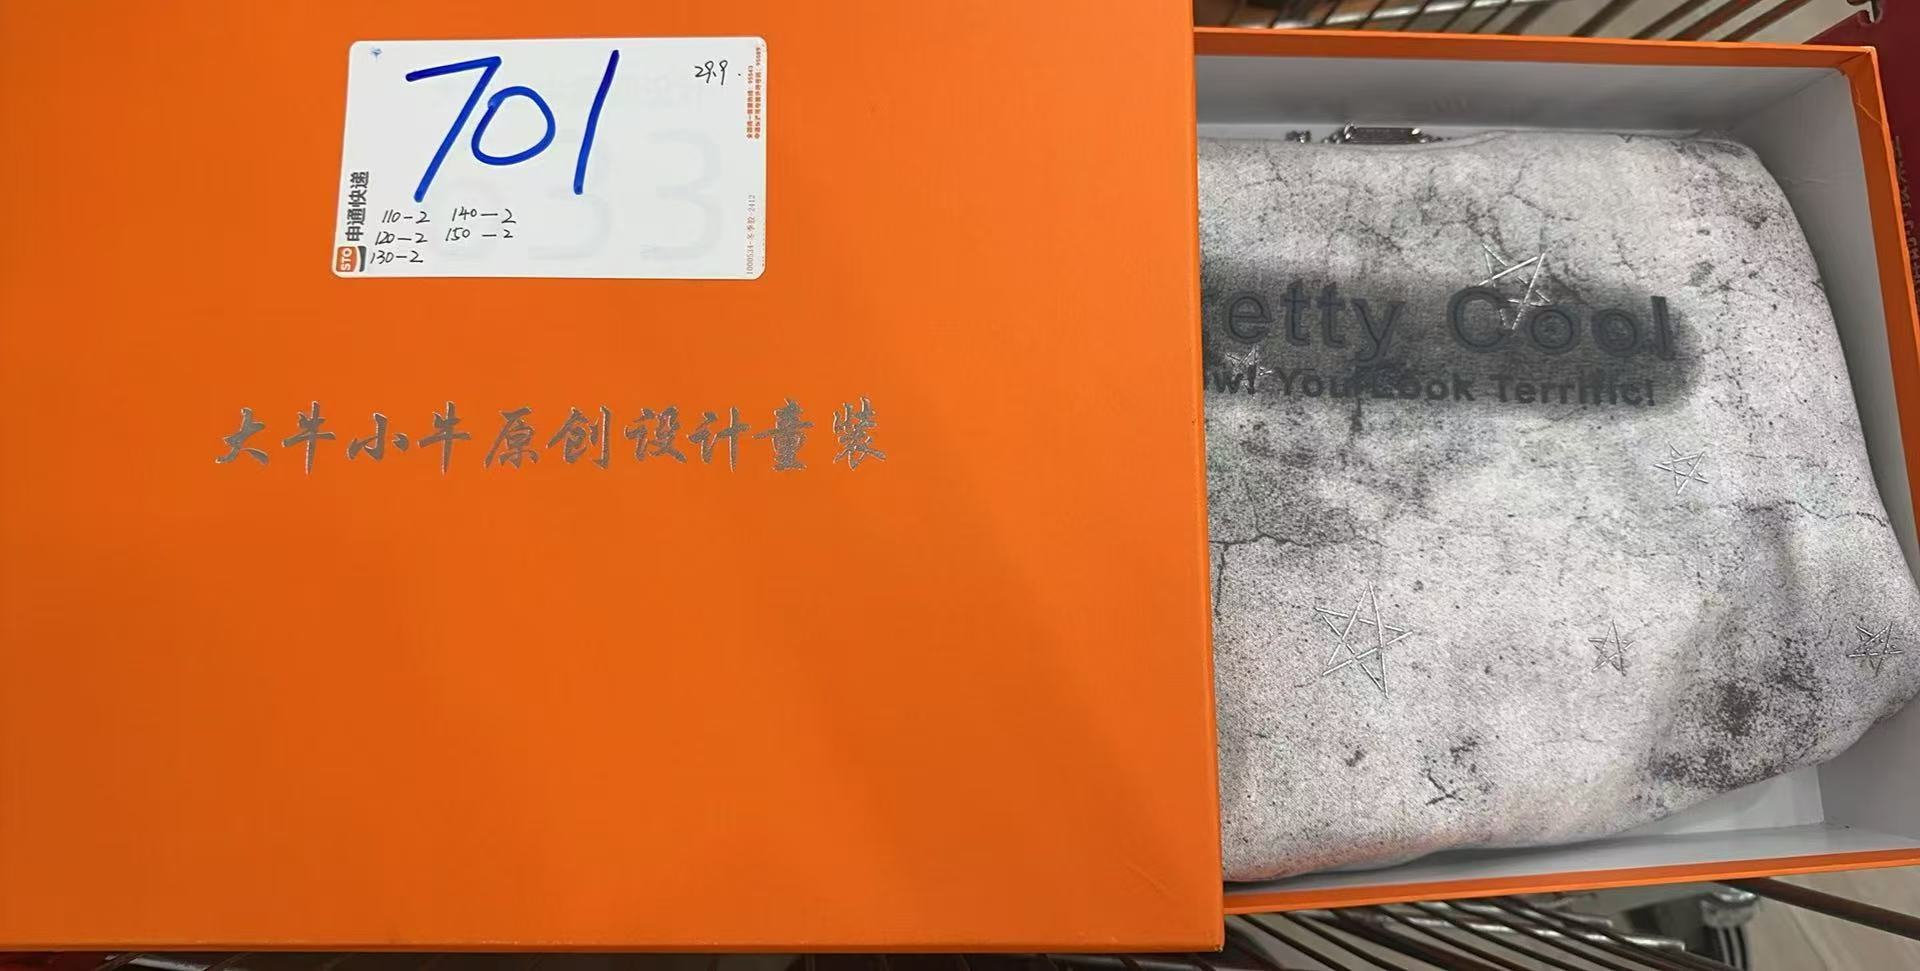 701
29.9
申通快递
STO
110-2 140-2
120-2 150-2
130-2
大牛小牛原创设计童装
etty Cool
w! You Look Terrific!